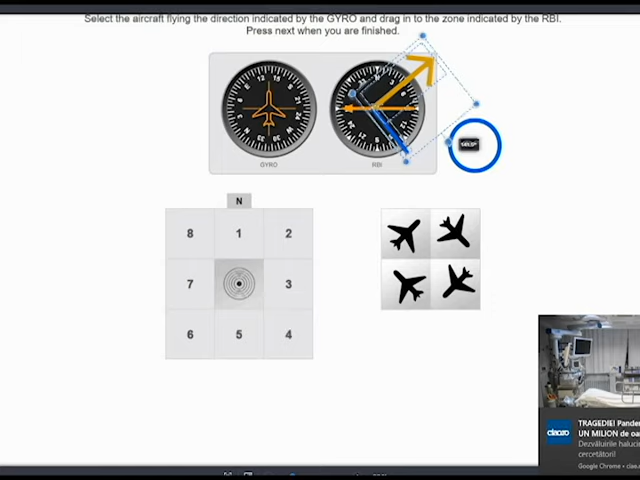 Select the aircraft flying the direction indicated by the GYRO and drag in to the zone indicated by the RBI.
Press next when you are finished.
GYRO
RBI
N
8 1 2
7 3
6 5 4
TRAGEDIE! Pande
UN MILION de oa
Dezvăluirile haluci
cercetători!
Google Chrome • ciao